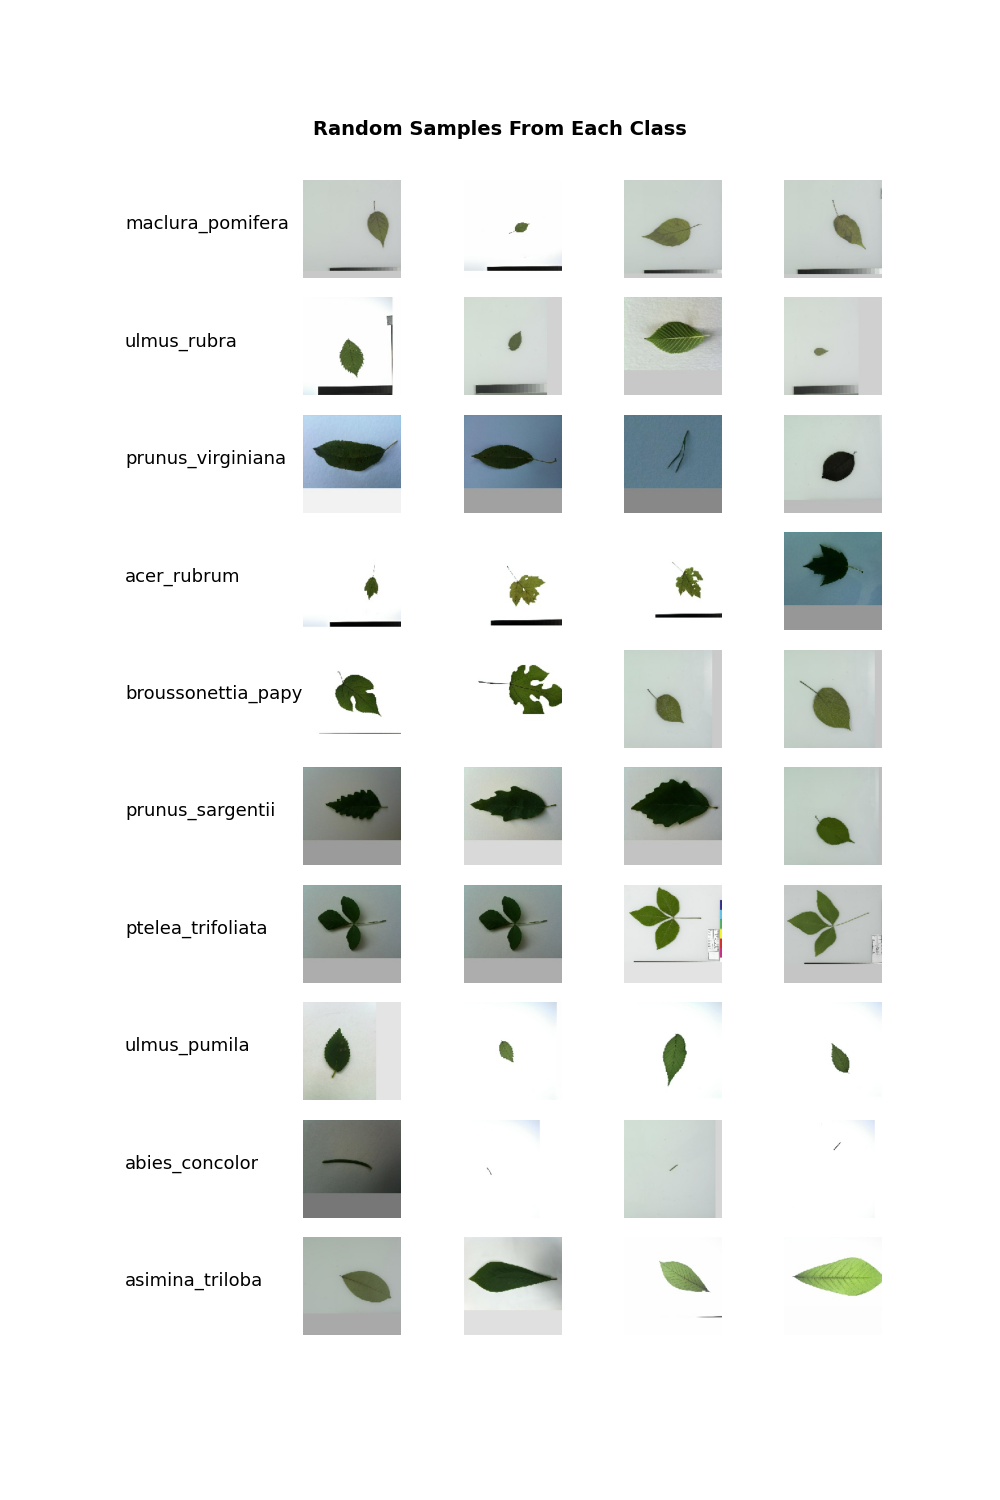 Random Samples From Each Class
maclura_pomifera
ulmus_rubra
prunus_virginiana
acer_rubrum
broussonettia_papy
prunus_sargentii
ptelea_trifoliata
ulmus_pumila
abies_concolor
asimina_triloba